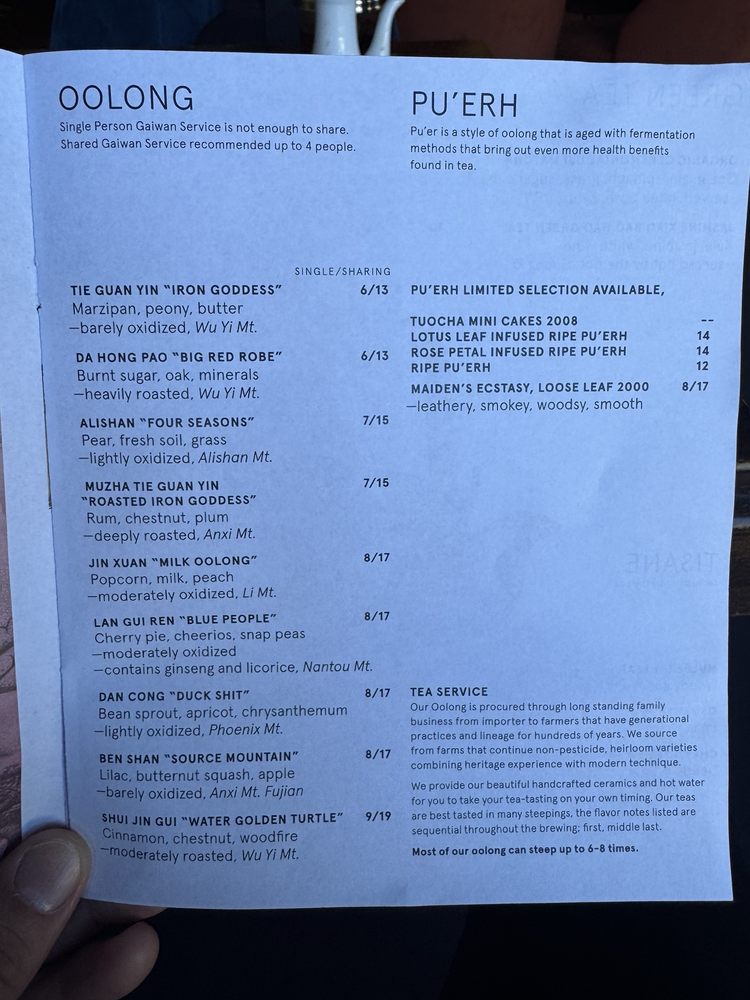 OOLONG
Single Person Gaiwan Service is not enough to share.
Shared Gaiwan Service recommended up to 4 people.
SINGLE/SHARING
TIE GUAN YIN “IRON GODDESS” 6/13
Marzipan, peony, butter
—barely oxidized, Wu Yi Mt.
DA HONG PAO “BIG RED ROBE” 6/13
Burnt sugar, oak, minerals
—heavily roasted, Wu Yi Mt.
ALISHAN “FOUR SEASONS” 7/15
Pear, fresh soil, grass
—lightly oxidized, Alishan Mt.
MUZHA TIE GUAN YIN 7/15
“ROASTED IRON GODDESS”
Rum, chestnut, plum
—deeply roasted, Anxi Mt.
JIN XUAN “MILK OOLONG” 8/17
Popcorn, milk, peach
—moderately oxidized, Li Mt.
LAN GUI REN “BLUE PEOPLE” 8/17
Cherry pie, cheerios, snap peas
—moderately oxidized
—contains ginseng and licorice, Nantou Mt.
DAN CONG “DUCK SHIT” 8/17
Bean sprout, apricot, chrysanthemum
—lightly oxidized, Phoenix Mt.
BEN SHAN “SOURCE MOUNTAIN” 8/17
Lilac, butternut squash, apple
—barely oxidized, Anxi Mt. Fujian
SHUI JIN GUI “WATER GOLDEN TURTLE” 9/19
Cinnamon, chestnut, woodfire
—moderately roasted, Wu Yi Mt.
PU’ERH
Pu’er is a style of oolong that is aged with fermentation
methods that bring out even more health benefits
found in tea.
PU’ERH LIMITED SELECTION AVAILABLE,
TUOCHA MINI CAKES 2008 --
LOTUS LEAF INFUSED RIPE PU’ERH 14
ROSE PETAL INFUSED RIPE PU’ERH 14
RIPE PU’ERH 12
MAIDEN’S ECSTASY, LOOSE LEAF 2000 8/17
—leathery, smokey, woodsy, smooth
TEA SERVICE
Our Oolong is procured through long standing family
business from importer to farmers that have generational
practices and lineage for hundreds of years. We source
from farms that continue non-pesticide, heirloom varieties
combining heritage experience with modern technique.
We provide our beautiful handcrafted ceramics and hot water
for you to take your tea-tasting on your own timing. Our teas
are best tasted in many steepings, the flavor notes listed are
sequential throughout the brewing; first, middle last.
Most of our oolong can steep up to 6-8 times.